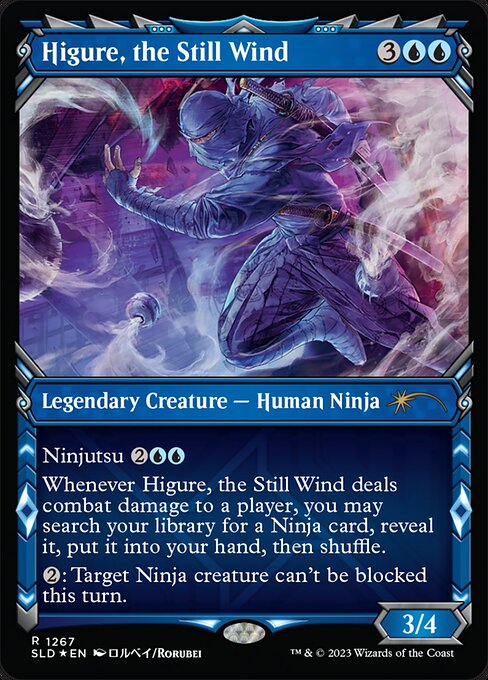 Higure, the Still Wind 3
Legendary Creature — Human Ninja
Ninjutsu 2
Whenever Higure, the Still Wind deals
combat damage to a player, you may
search your library for a Ninja card, reveal
it, put it into your hand, then shuffle.
2: Target Ninja creature can't be blocked
this turn.
3/4
R 1267
SLD ★ EN ロルベイ/Rorubei
™ & © 2023 Wizards of the Coast